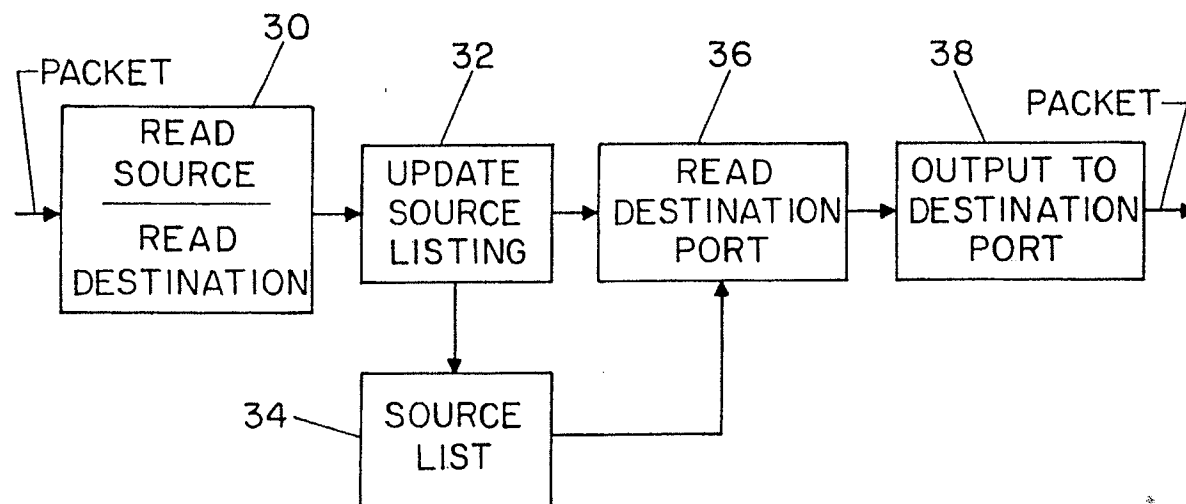 30
PACKET
READ
SOURCE
READ
DESTINATION
32
UPDATE
SOURCE
LISTING
36
READ
DESTINATION
PORT
38
OUTPUT TO
DESTINATION
PORT
PACKET
34
SOURCE
LIST